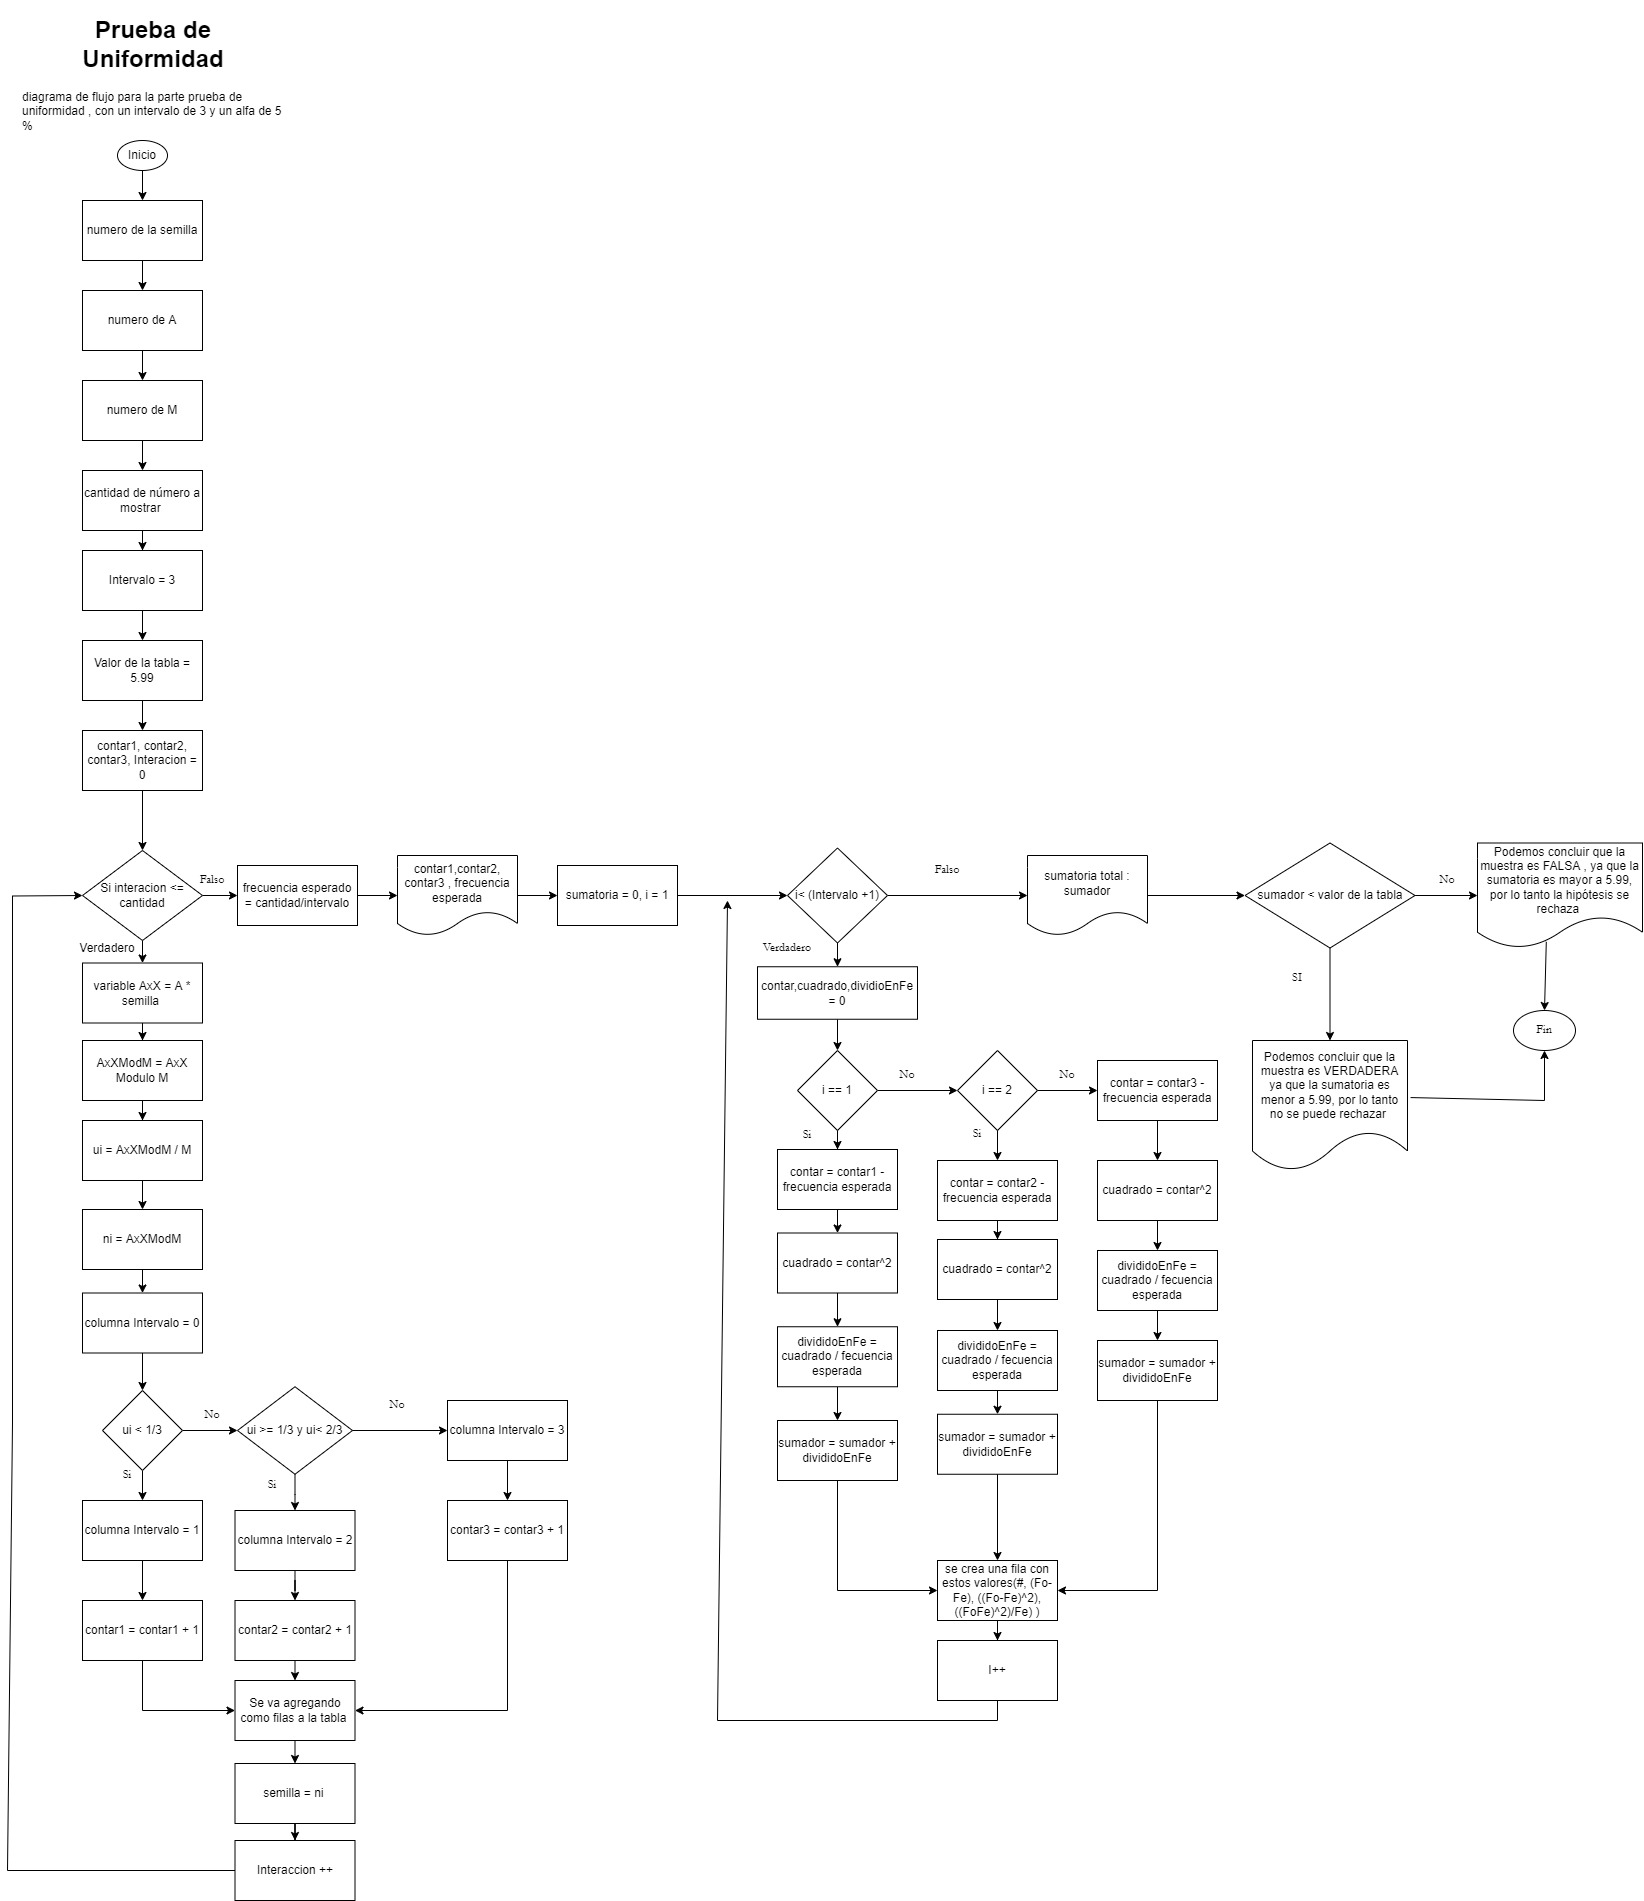 Prueba de
Uniformidad
diagrama de flujo para la parte prueba de
uniformidad , con un intervalo de 3 y un alfa de 5
%
Inicio
numero de la semilla
numero de A
numero de M
cantidad de número a
mostrar
Intervalo = 3
Valor de la tabla =
5.99
contar1, contar2,
contar3, Interacion =
0
Si interacion <=
cantidad
Falso
Verdadero
frecuencia esperado
= cantidad/intervalo
contar1,contar2,
contar3 , frecuencia
esperada
sumatoria = 0, i = 1
i< (Intervalo +1)
Falso
Verdadero
sumatoria total :
sumador
sumador < valor de la tabla
No
SI
Podemos concluir que la
muestra es FALSA , ya que la
sumatoria es mayor a 5.99,
por lo tanto la hipótesis se
rechaza
Fin
Podemos concluir que la
muestra es VERDADERA
ya que la sumatoria es
menor a 5.99, por lo tanto
no se puede rechazar
variable AxX = A *
semilla
AxXModM = AxX
Modulo M
ui = AxXModM / M
ni = AxXModM
columna Intervalo = 0
ui < 1/3
No
Si
ui >= 1/3 y ui< 2/3
No
Si
columna Intervalo = 3
contar3 = contar3 + 1
columna Intervalo = 1
contar1 = contar1 + 1
columna Intervalo = 2
contar2 = contar2 + 1
Se va agregando
como filas a la tabla
semilla = ni
Interaccion ++
contar,cuadrado,dividioEnFe
= 0
i == 1
No
Si
i == 2
No
Si
contar = contar1 -
frecuencia esperada
cuadrado = contar^2
divididoEnFe =
cuadrado / fecuencia
esperada
sumador = sumador +
divididoEnFe
contar = contar2 -
frecuencia esperada
cuadrado = contar^2
divididoEnFe =
cuadrado / fecuencia
esperada
sumador = sumador +
divididoEnFe
contar = contar3 -
frecuencia esperada
cuadrado = contar^2
divididoEnFe =
cuadrado / fecuencia
esperada
sumador = sumador +
divididoEnFe
se crea una fila con
estos valores(#, (Fo-
Fe), ((Fo-Fe)^2),
((FoFe)^2)/Fe) )
I++